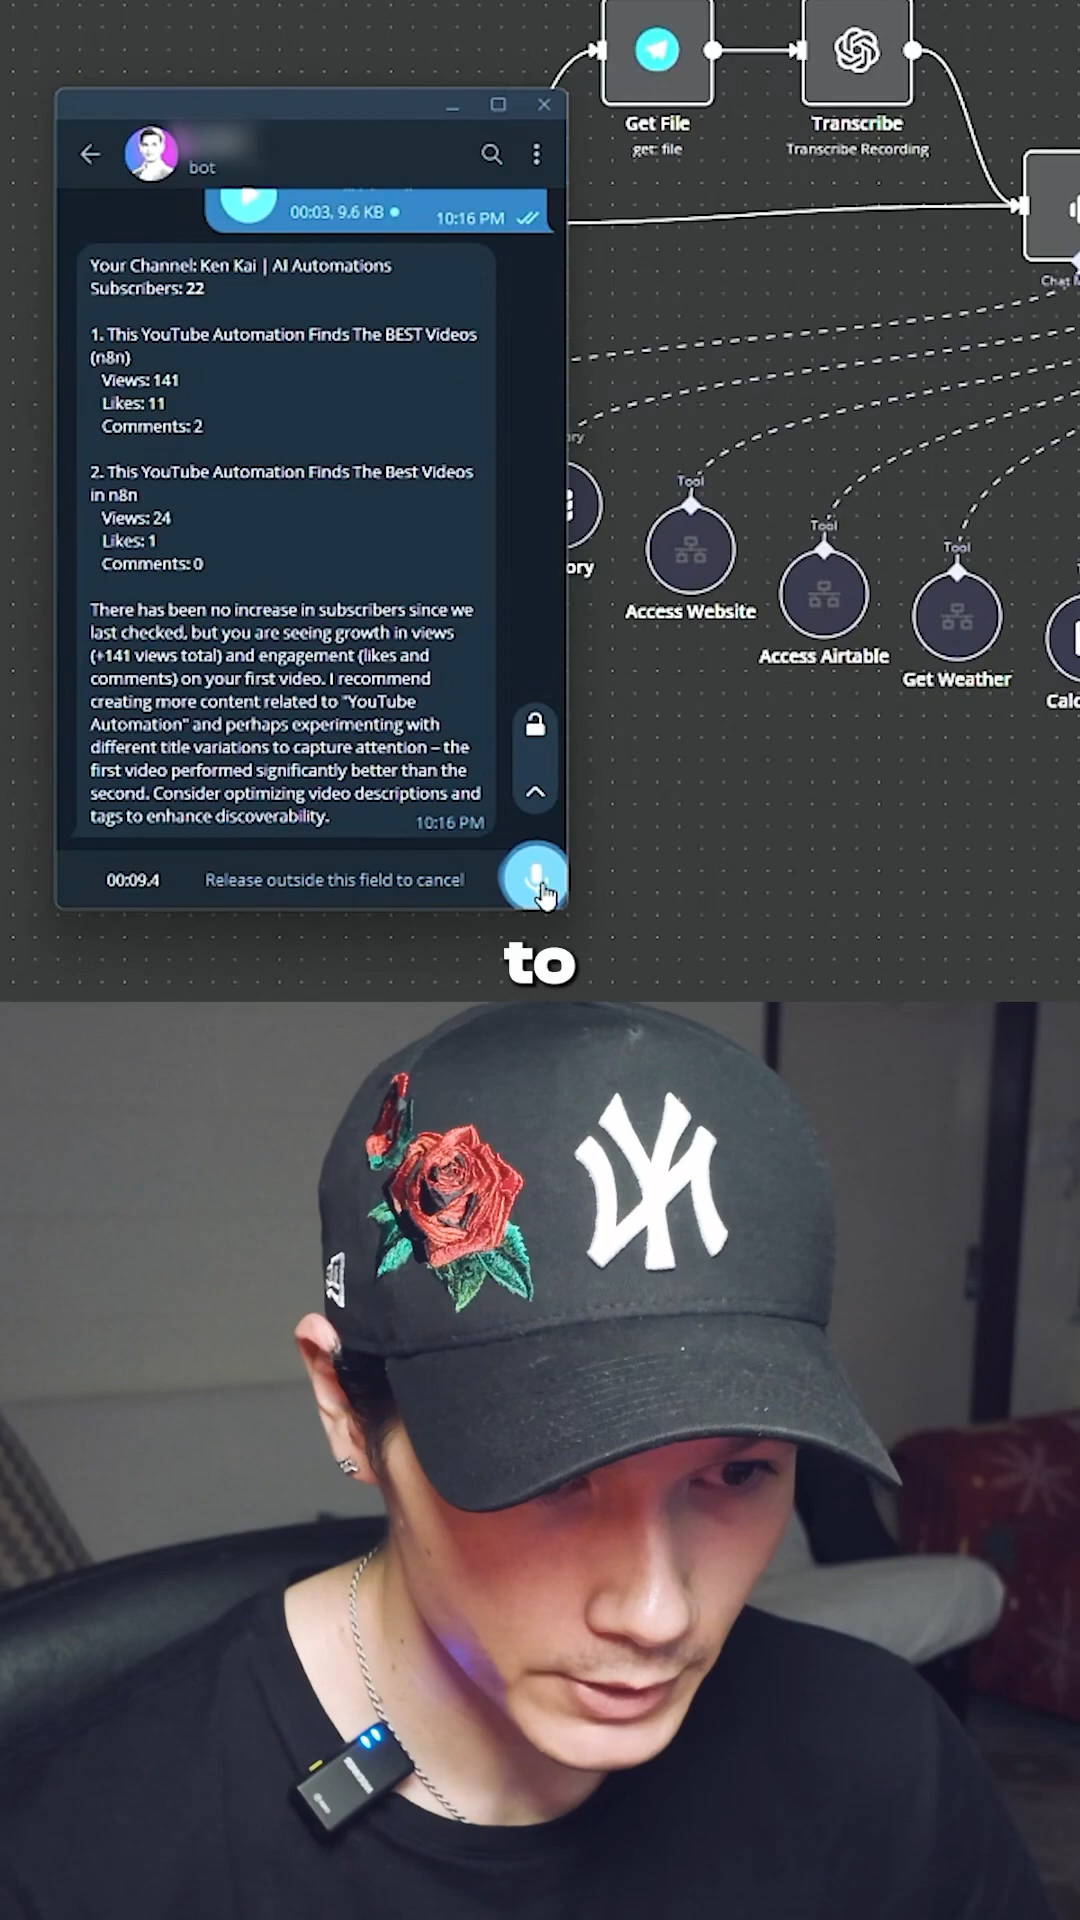 Get File
get: file
Transcribe
Transcribe Recording
bot
00:03, 9.6 KB
10:16 PM
Your Channel: Ken Kai | AI Automations
Subscribers: 22
1. This YouTube Automation Finds The BEST Videos
(n8n)
Views: 141
Likes: 11
Comments: 2
2. This YouTube Automation Finds The Best Videos
in n8n
Views: 24
Likes: 1
Comments: 0
There has been no increase in subscribers since we
last checked, but you are seeing growth in views
(+141 views total) and engagement (likes and
comments) on your first video. I recommend
creating more content related to "YouTube
Automation" and perhaps experimenting with
different title variations to capture attention – the
first video performed significantly better than the
second. Consider optimizing video descriptions and
tags to enhance discoverability.
10:16 PM
00:09.4
Release outside this field to cancel
Chat M
ory
ory
Tool
Access Website
Tool
Access Airtable
Tool
Get Weather
Calc
to
NY